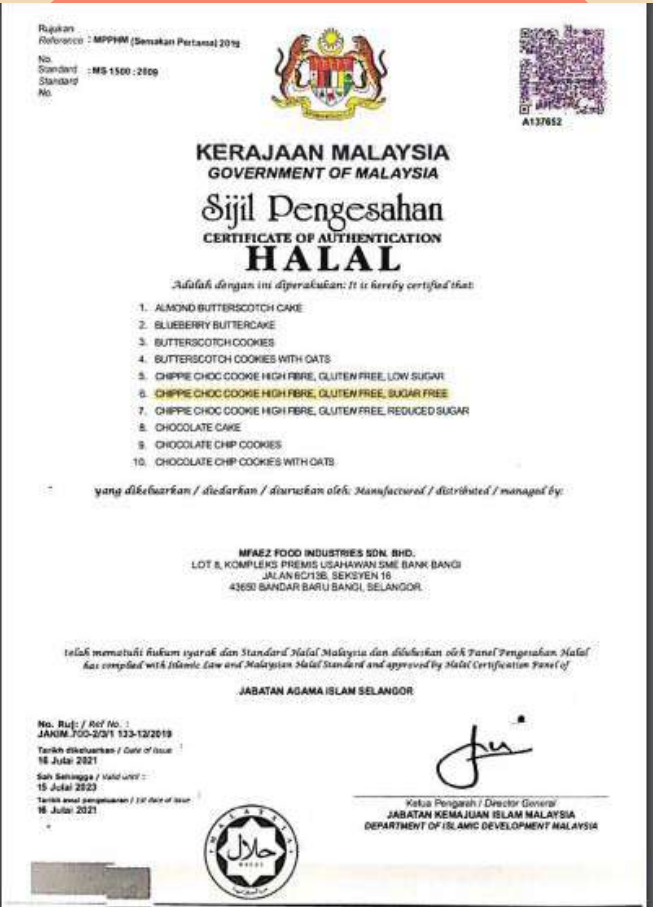 Rujukan
Reference : MPPHM (Semakan Pertama) 2019
No.
Standard : MS 1500 : 2009
Standard
No.
A137652
KERAJAAN MALAYSIA
GOVERNMENT OF MALAYSIA
Sijil Pengesahan
CERTIFICATE OF AUTHENTICATION
HALAL
Adalah dengan ini diperakukan: It is hereby certified that:
1. ALMOND BUTTERSCOTCH CAKE
2. BLUEBERRY BUTTERCAKE
3. BUTTERSCOTCH COOKIES
4. BUTTERSCOTCH COOKIES WITH OATS
5. CHIPPIE CHOC COOKIE HIGH FIBRE, GLUTEN FREE, LOW SUGAR
6. CHIPPIE CHOC COOKIE HIGH FIBRE, GLUTEN FREE, SUGAR FREE
7. CHIPPIE CHOC COOKIE HIGH FIBRE, GLUTEN FREE, REDUCED SUGAR
8. CHOCOLATE CAKE
9. CHOCOLATE CHIP COOKIES
10. CHOCOLATE CHIP COOKIES WITH OATS
yang dikeluarkan / diedarkan / diuruskan oleh: Manufactured / distributed / managed by:
MFAEZ FOOD INDUSTRIES SDN. BHD.
LOT 8, KOMPLEKS PREMIS USAHAWAN SME BANK BANGI
JALAN 6C/13B, SEKSYEN 16
43650 BANDAR BARU BANGI, SELANGOR
telah mematuhi hukum syarak dan Standard Halal Malaysia dan diluluskan oleh Panel Pengesahan Halal
has complied with Islamic Law and Malaysian Halal Standard and approved by Halal Certification Panel of
JABATAN AGAMA ISLAM SELANGOR
No. Ruj: / Ref No. :
JAKIM.700-2/3/1 133-12/2019
Tarikh dikeluarkan / Date of issue :
16 Julai 2021
Sah Sehingga / Valid until :
15 Julai 2023
Tarikh awal pengeluaran / 1st date of issue :
16 Julai 2021
Ketua Pengarah / Director General
JABATAN KEMAJUAN ISLAM MALAYSIA
DEPARTMENT OF ISLAMIC DEVELOPMENT MALAYSIA
MALAYSIA
حلال
HALAL